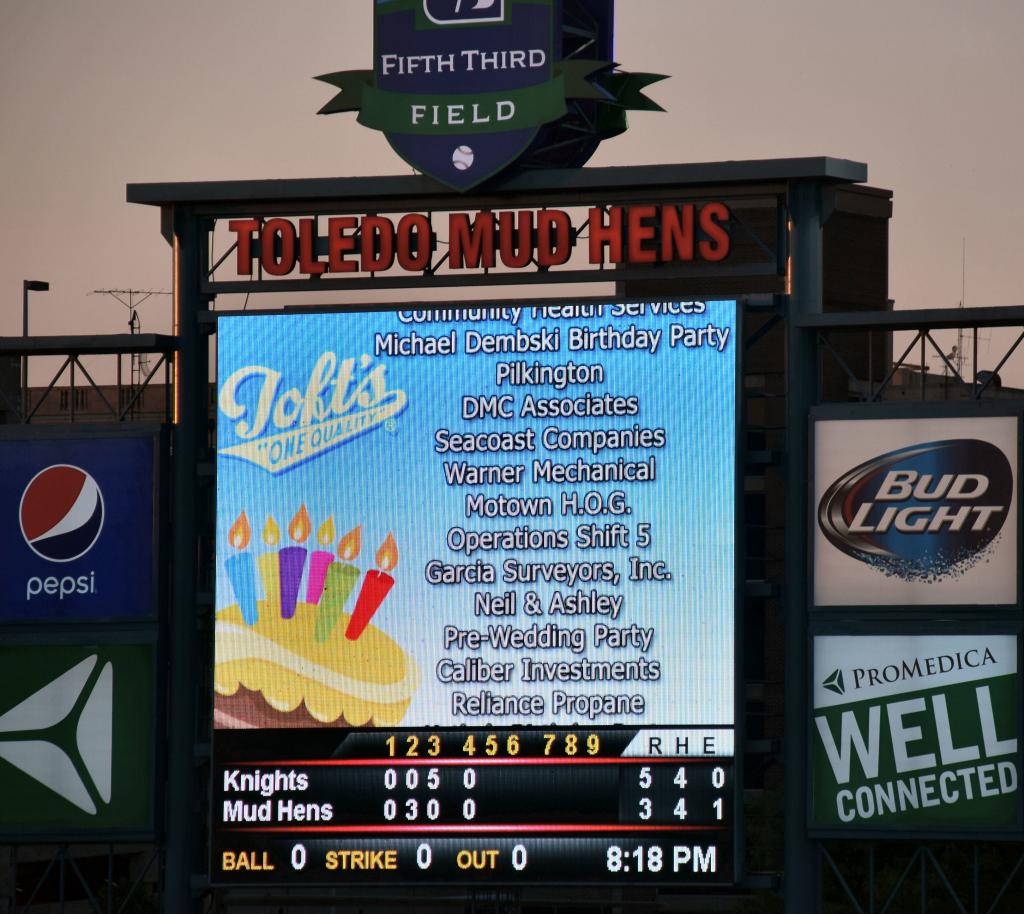 FIFTH THIRD
FIELD
TOLEDO MUD HENS
Community Health Services
Michael Dembski Birthday Party
Pilkington
DMC Associates
Seacoast Companies
Warner Mechanical
Motown H.O.G.
Operations Shift 5
Garcia Surveyors, Inc.
Neil & Ashley
Pre-Wedding Party
Caliber Investments
Reliance Propane
Toft's
"ONE QUALITY"®
pepsi
BUD
LIGHT
PROMEDICA
WELL
CONNECTED
1 2 3 4 5 6 7 8 9 R H E
Knights 0 0 5 0 5 4 0
Mud Hens 0 3 0 0 3 4 1
BALL 0 STRIKE 0 OUT 0 8:18 PM